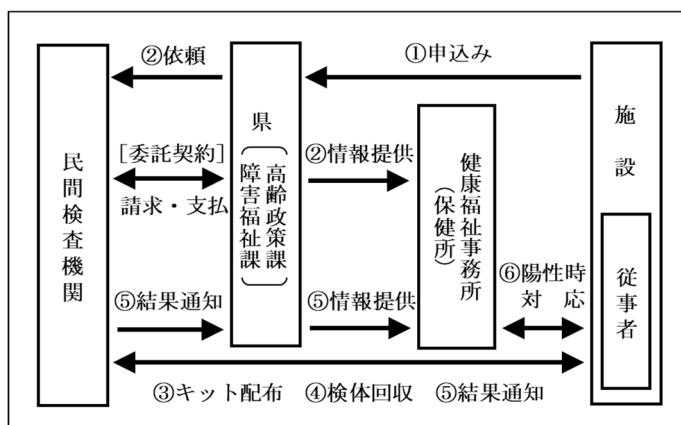 ②依頼
①申込み
民間検査機関
[委託契約]
請求・支払
県
(高齢政策課
障害福祉課)
②情報提供
健康福祉事務所
(保健所)
施設
従事者
⑥陽性時
対応
⑤結果通知
⑤情報提供
③キット配布 ④検体回収 ⑤結果通知